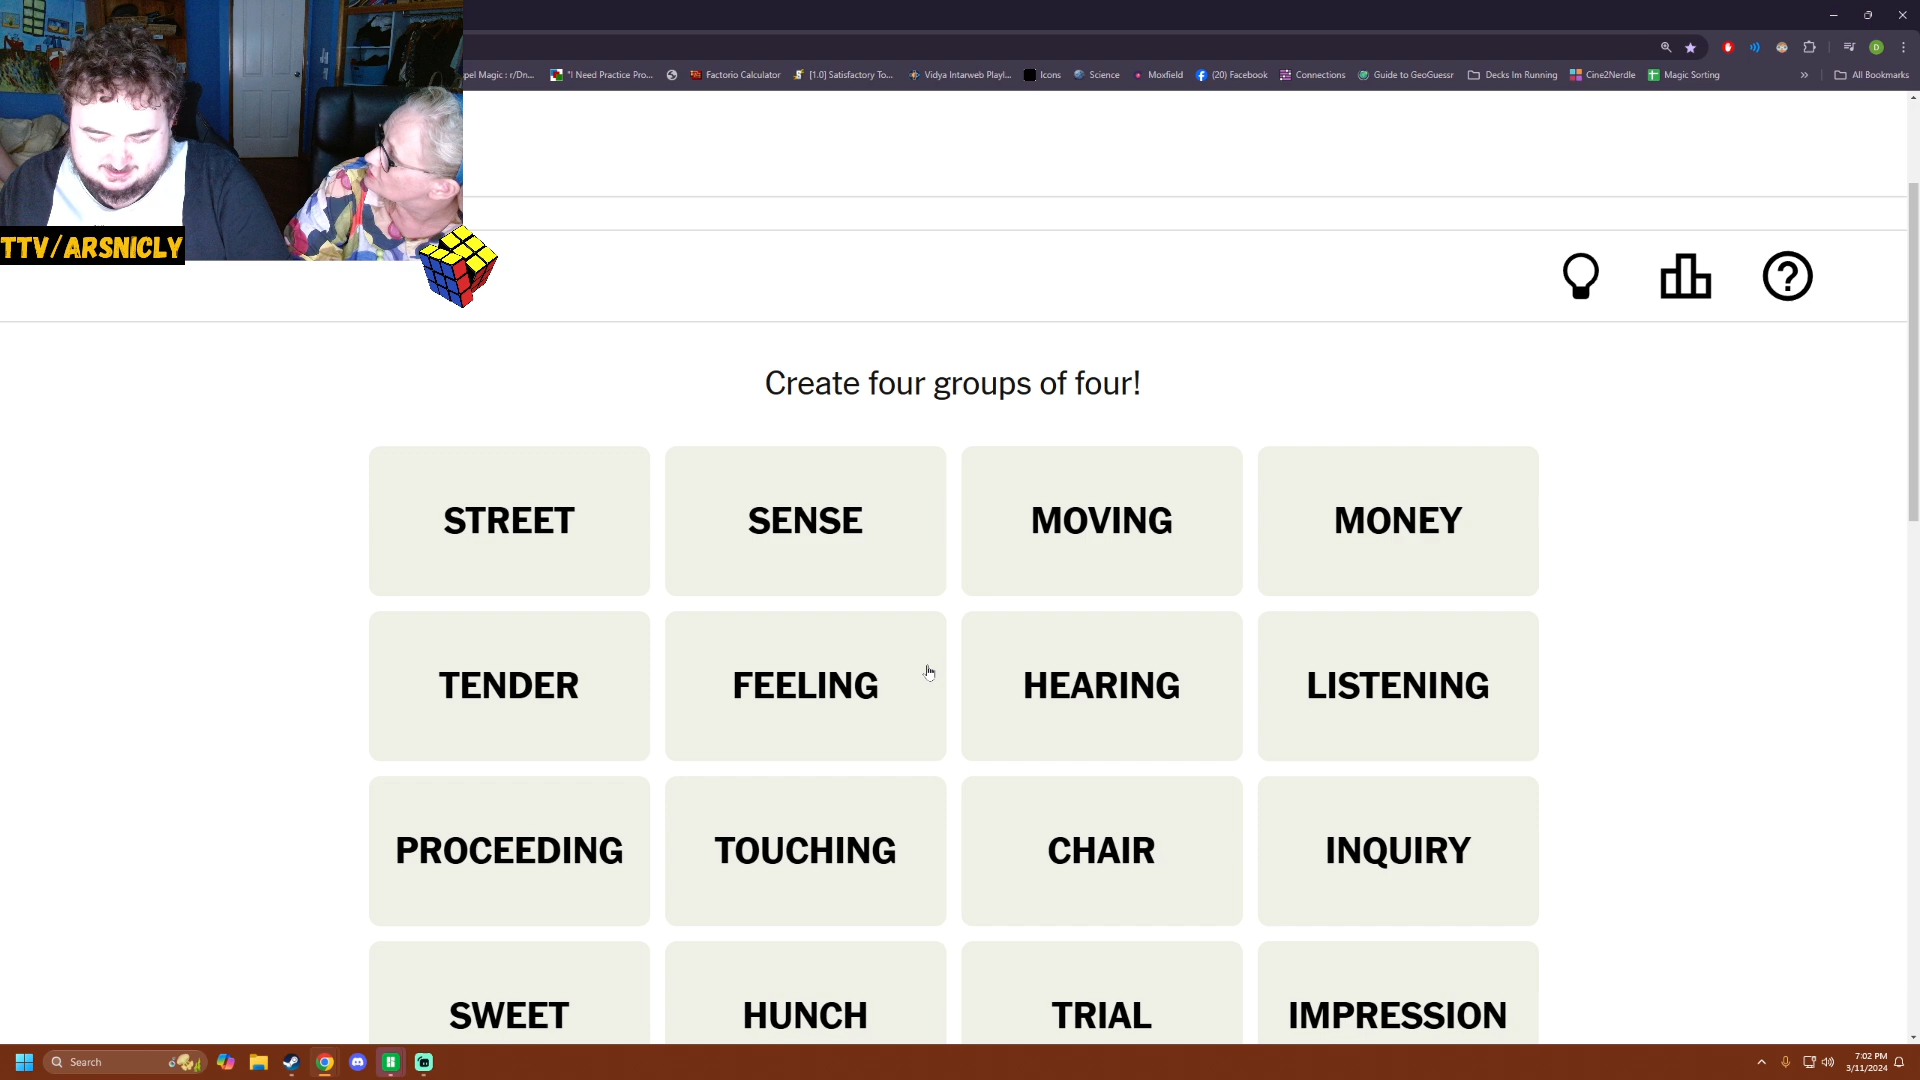 pel Magic : r/Dn...
"I Need Practice Pro...
Factorio Calculator
[1.0] Satisfactory To...
Vidya Intarweb Playl...
Icons
Science
Moxfield
(20) Facebook
Connections
Guide to GeoGuessr
Decks Im Running
Cine2Nerdle
Magic Sorting
»
All Bookmarks
D
TTV/ARSNICLY
Create four groups of four!
STREET SENSE MOVING MONEY
TENDER FEELING HEARING LISTENING
PROCEEDING TOUCHING CHAIR INQUIRY
SWEET HUNCH TRIAL IMPRESSION
Search
7:02 PM
3/11/2024